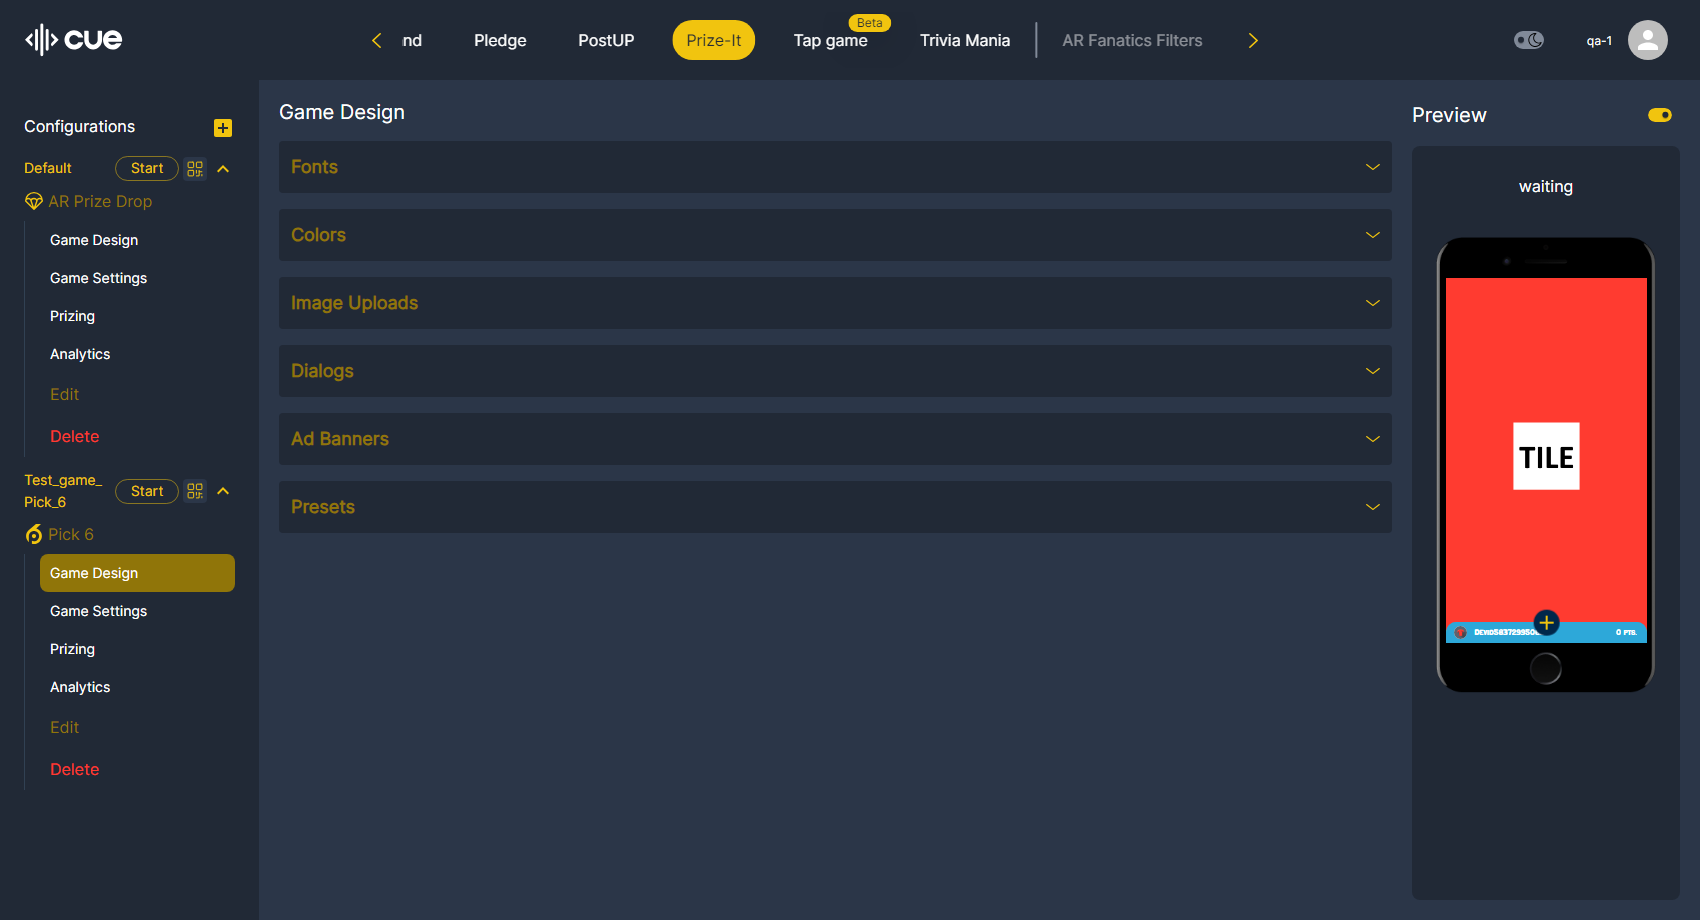 cue
nd
Pledge
PostUP
Prize-It
Beta
Tap game
Trivia Mania
AR Fanatics Filters
qa-1
Configurations
Default
Start
AR Prize Drop
Game Design
Game Settings
Prizing
Analytics
Edit
Delete
Test_game_
Pick_6
Start
Pick 6
Game Design
Game Settings
Prizing
Analytics
Edit
Delete
Game Design
Fonts
Colors
Image Uploads
Dialogs
Ad Banners
Presets
Preview
waiting
TILE
0 PTS.